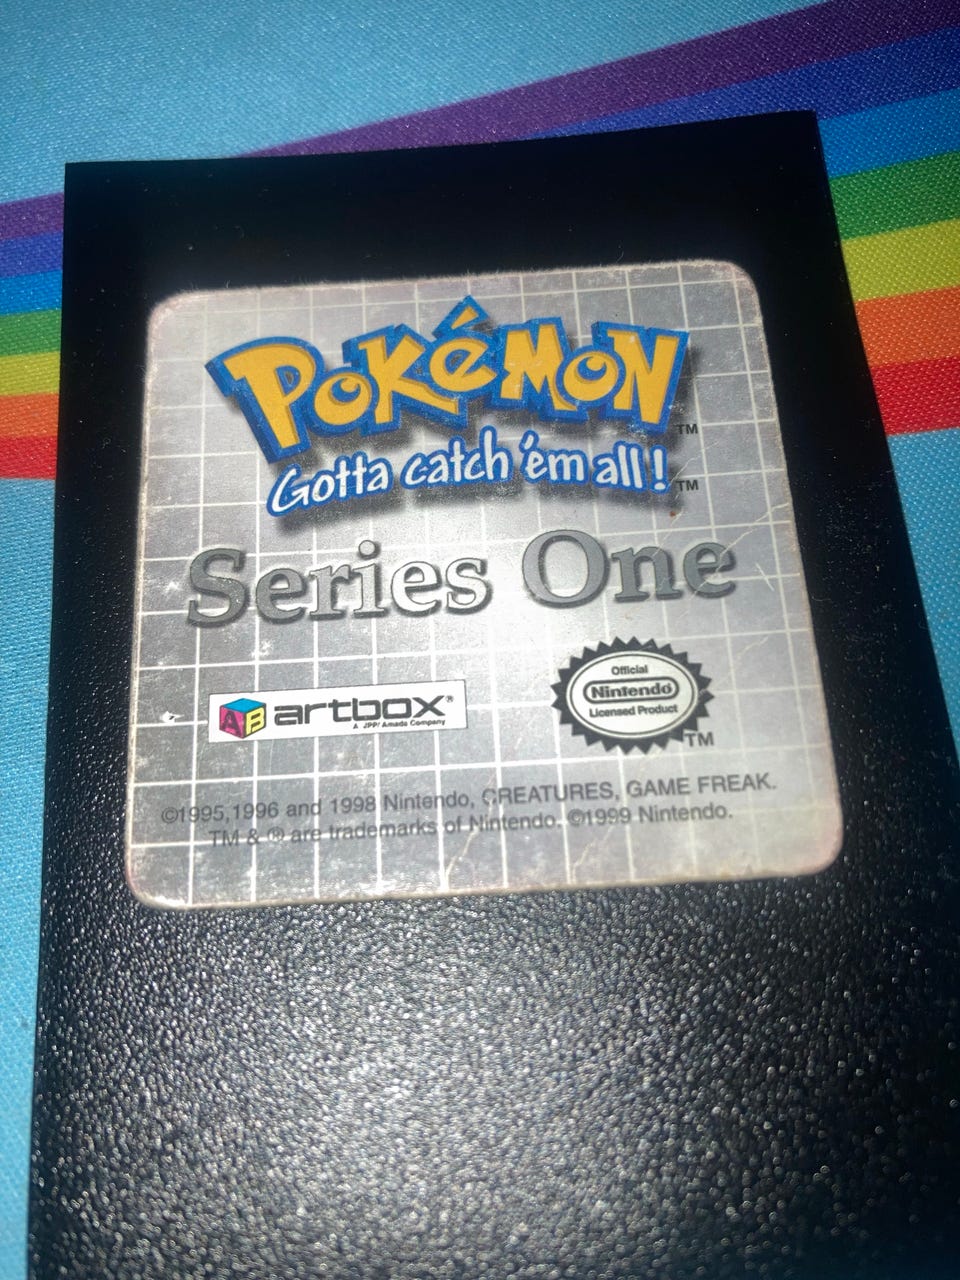 POKéMON TM
Gotta catch 'em all! TM
Series One
AB artbox®
A JPP/Amada Company
Official
Nintendo
Licensed Product
TM
©1995,1996 and 1998 Nintendo, CREATURES, GAME FREAK.
TM & ® are trademarks of Nintendo. ©1999 Nintendo.